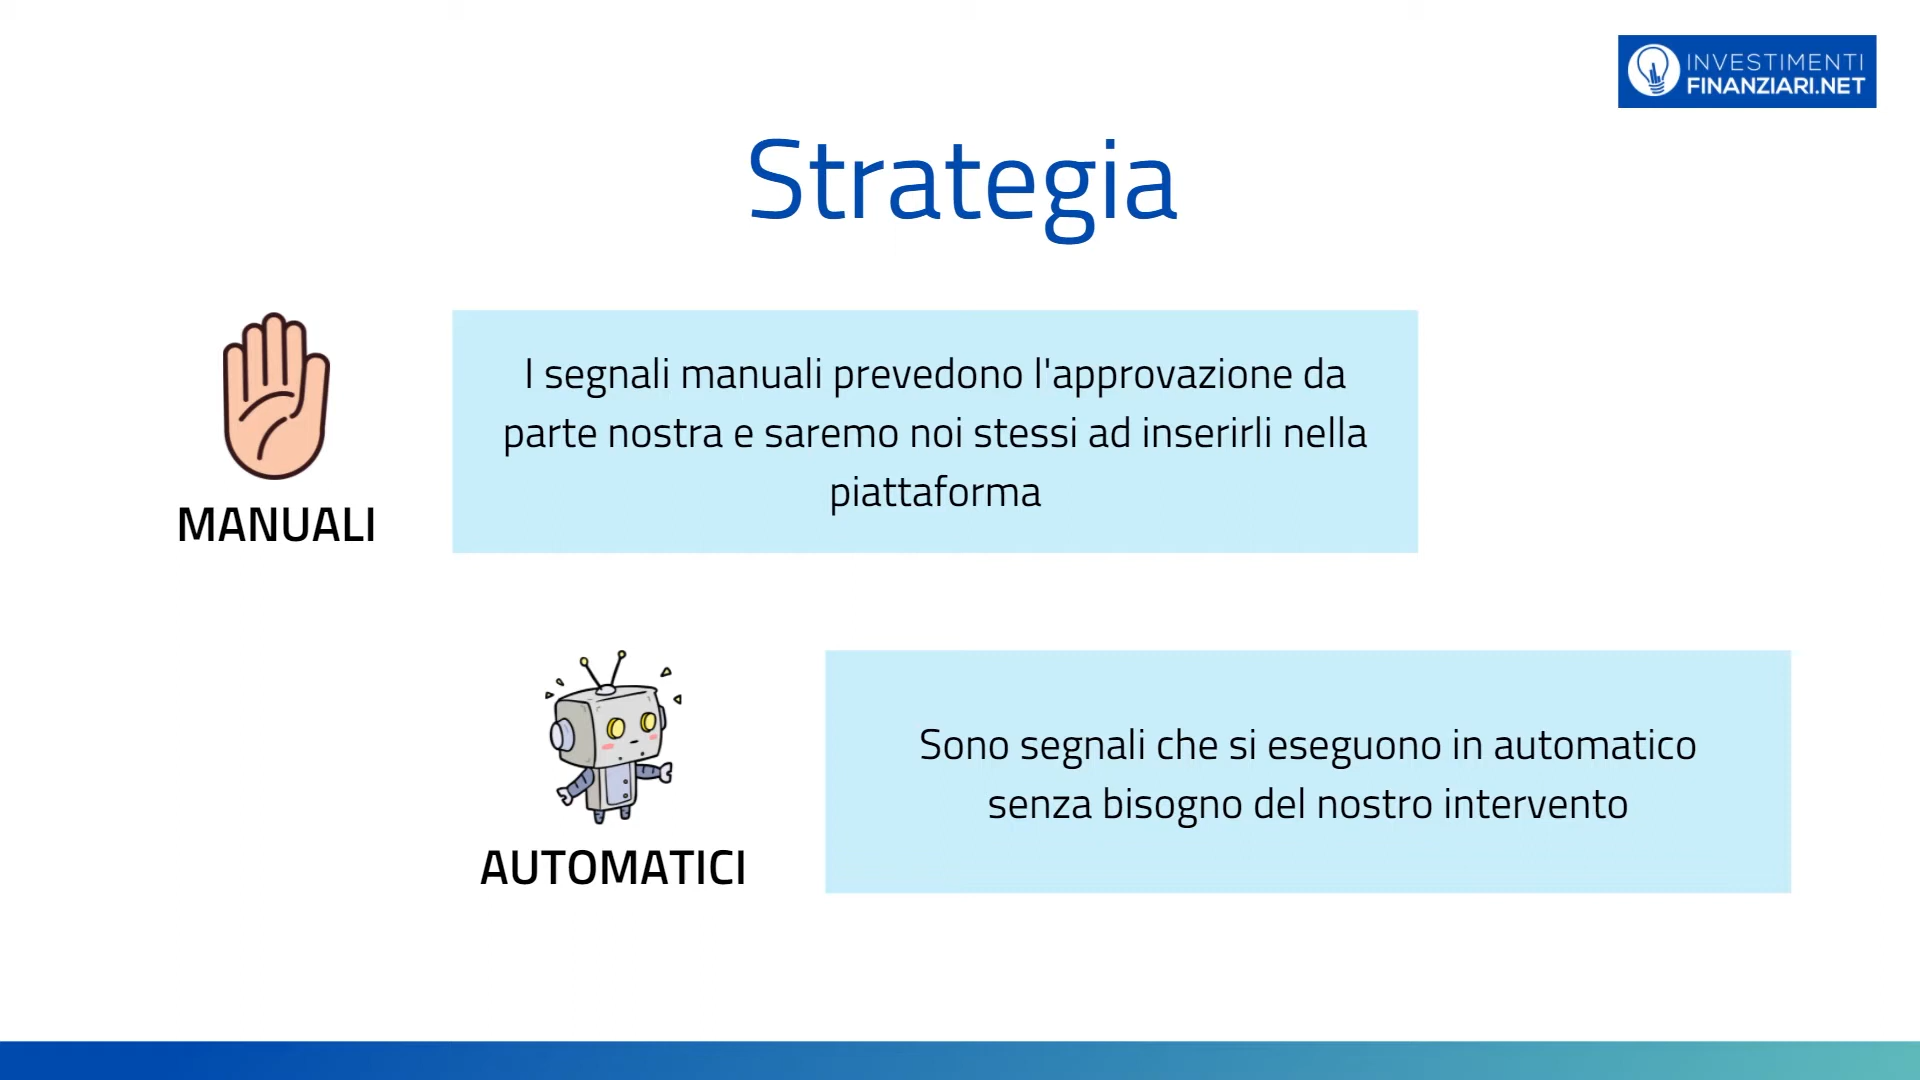 INVESTIMENTI
FINANZIARI.NET
Strategia
I segnali manuali prevedono l'approvazione da
parte nostra e saremo noi stessi ad inserirli nella
piattaforma
MANUALI
Sono segnali che si eseguono in automatico
senza bisogno del nostro intervento
AUTOMATICI